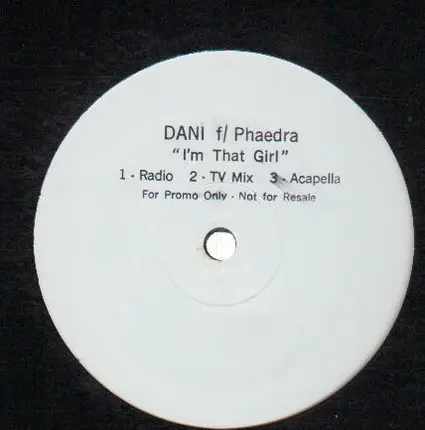 DANI f/ Phaedra
"I'm That Girl"
1 - Radio 2 - TV Mix 3 - Acapella
For Promo Only - Not for Resale